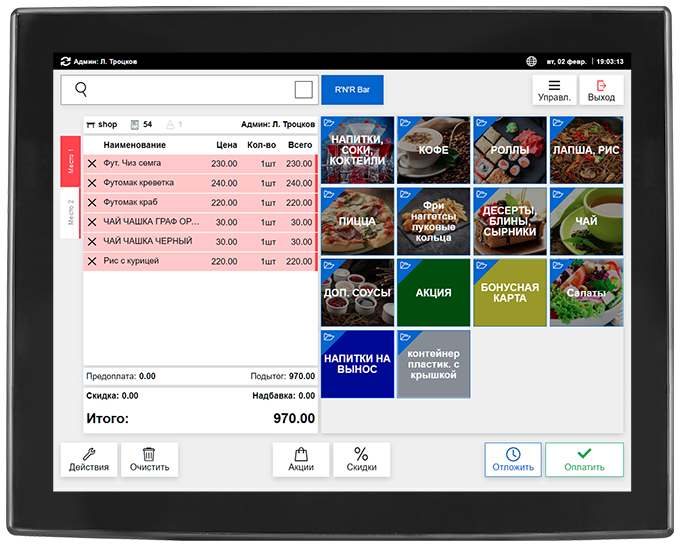 Админ: Л. Троцков
вт, 02 февр. 19:03:13
R'N'R Bar
Управл.
Выход
shop 54 1 Админ: Л. Троцков
Наименование Цена Кол-во Всего
Место 1
Место 2
Фут. Чиз семга 230.00 1шт 230.00
Футомак креветка 240.00 1шт 240.00
Футомак краб 220.00 1шт 220.00
ЧАЙ ЧАШКА ГРАФ ОР... 30.00 1шт 30.00
ЧАЙ ЧАШКА ЧЕРНЫЙ 30.00 1шт 30.00
Рис с курицей 220.00 1шт 220.00
Предоплата: 0.00 Подытог: 970.00
Скидка: 0.00 Надбавка: 0.00
Итого: 970.00
НАПИТКИ,
СОКИ,
КОКТЕЙЛИ
КОФЕ
РОЛЛЫ
ЛАПША, РИС
ПИЦЦА
Фри
наггетсы
луковые
кольца
ДЕСЕРТЫ,
БЛИНЫ,
СЫРНИКИ
ЧАЙ
ДОП. СОУСЫ
АКЦИЯ
БОНУСНАЯ
КАРТА
Салаты
НАПИТКИ НА
ВЫНОС
контейнер
пластик. с
крышкой
Действия
Очистить
Акции
Скидки
Отложить
Оплатить